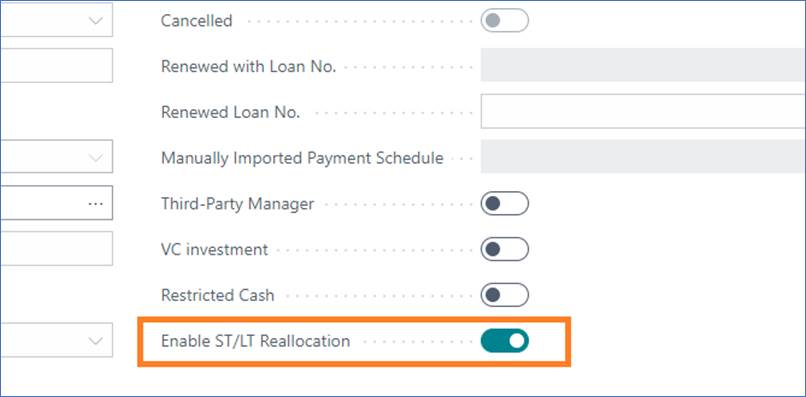 Cancelled
Renewed with Loan No.
Renewed Loan No.
Manually Imported Payment Schedule
Third-Party Manager
VC investment
Restricted Cash
Enable ST/LT Reallocation